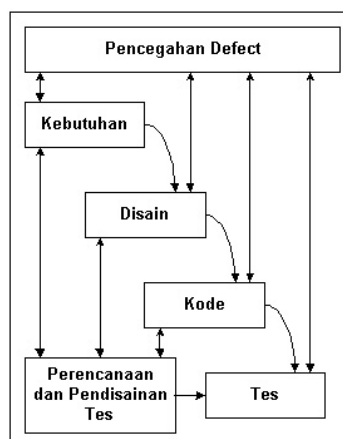 Pencegahan Defect
Kebutuhan
Disain
Kode
Perencanaan
dan Pendisainan
Tes
Tes